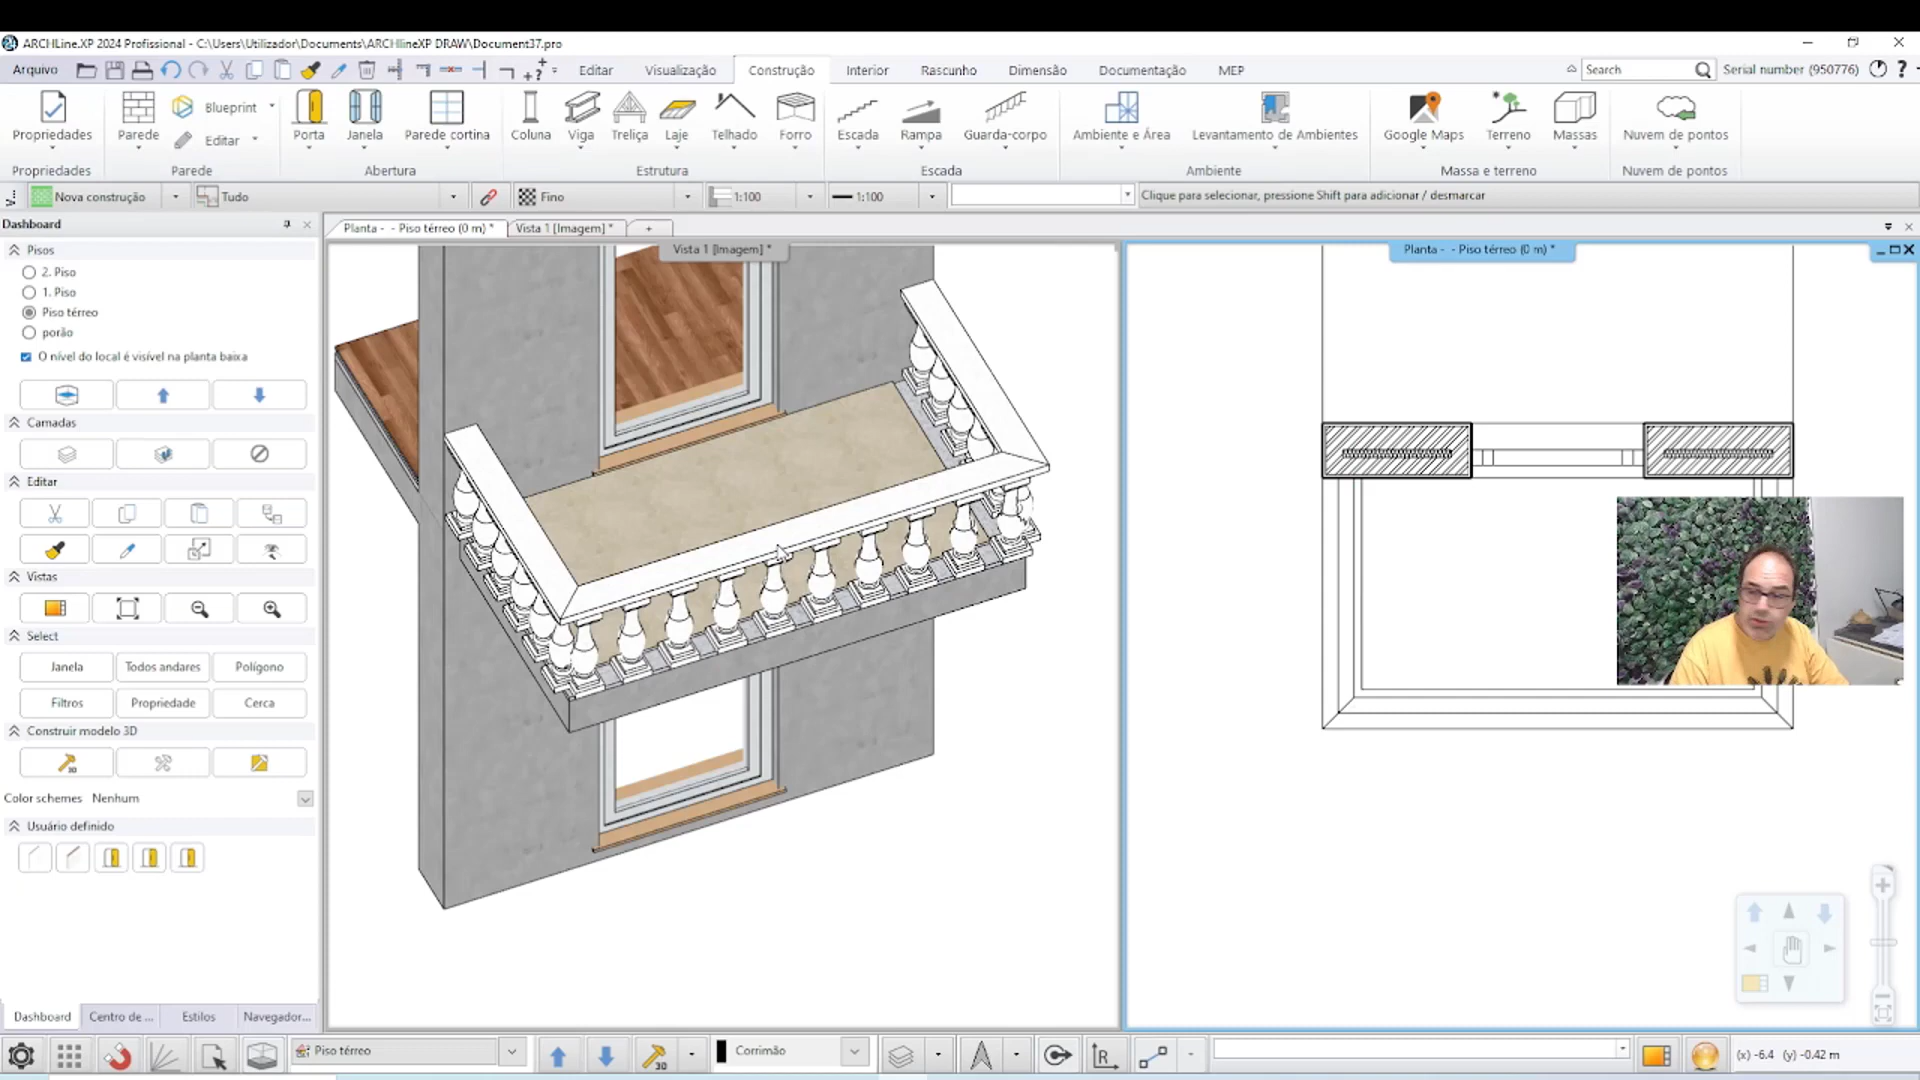 ARCHLine.XP 2024 Profissional - C:\Users\Utilizador\Documents\ARCHlineXP DRAW\Document37.pro
Arquivo Editar Visualização Construção Interior Rascunho Dimensão Documentação MEP Search Serial number (950776)
Propriedades Parede Blueprint Editar Porta Janela Parede cortina Coluna Viga Treliça Laje Telhado Forro Escada Rampa Guarda-corpo Ambiente e Área Levantamento de Ambientes Google Maps Terreno Massas Nuvem de pontos
Propriedades Parede Abertura Estrutura Escada Ambiente Massa e terreno Nuvem de pontos
Nova construção Tudo Fino 1:100 1:100 Clique para selecionar, pressione Shift para adicionar / desmarcar
Dashboard
Planta - - Piso térreo (0 m) * Vista 1 [Imagem] * +
Vista 1 [Imagem] *
Planta - - Piso térreo (0 m) *
Pisos
2. Piso
1. Piso
Piso térreo
porão
O nível do local é visível na planta baixa
Camadas
Editar
Vistas
Select
Janela Todos andares Polígono
Filtros Propriedade Cerca
Construir modelo 3D
3D
Color schemes Nenhum
Usuário definido
Dashboard Centro de ... Estilos Navegador...
Piso térreo 3D Corrimão R (x) -6.4 (y) -0.42 m